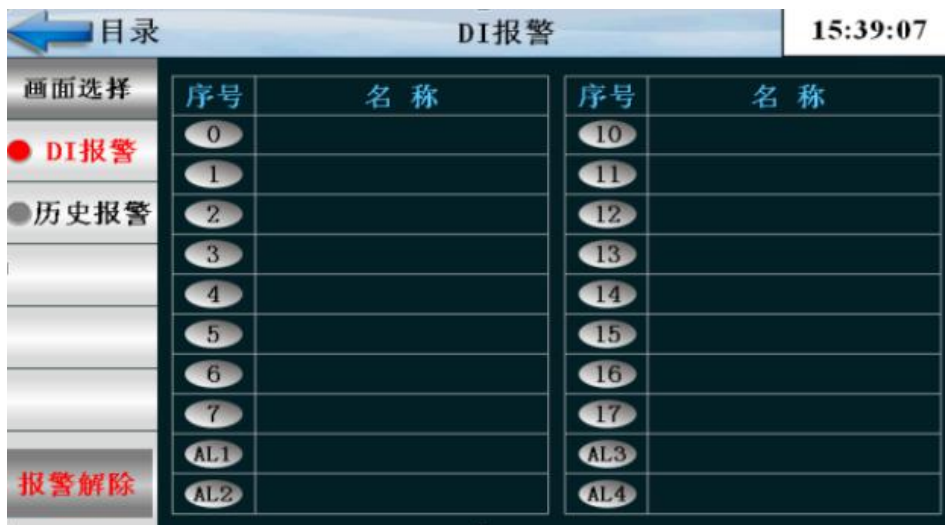 目录 DI报警 15:39:07
画面选择
DI报警
历史报警
报警解除
序号 名 称 序号 名 称
0 10
1 11
2 12
3 13
4 14
5 15
6 16
7 17
AL1 AL3
AL2 AL4